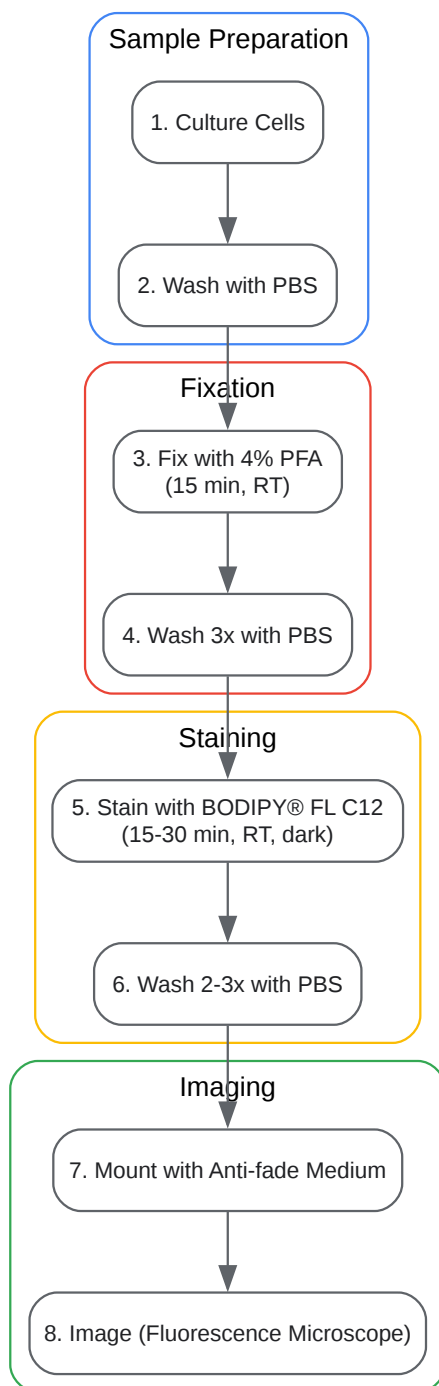 Sample Preparation
1. Culture Cells
2. Wash with PBS
Fixation
3. Fix with 4% PFA
(15 min, RT)
4. Wash 3x with PBS
Staining
5. Stain with BODIPY® FL C12
(15-30 min, RT, dark)
6. Wash 2-3x with PBS
Imaging
7. Mount with Anti-fade Medium
8. Image (Fluorescence Microscope)